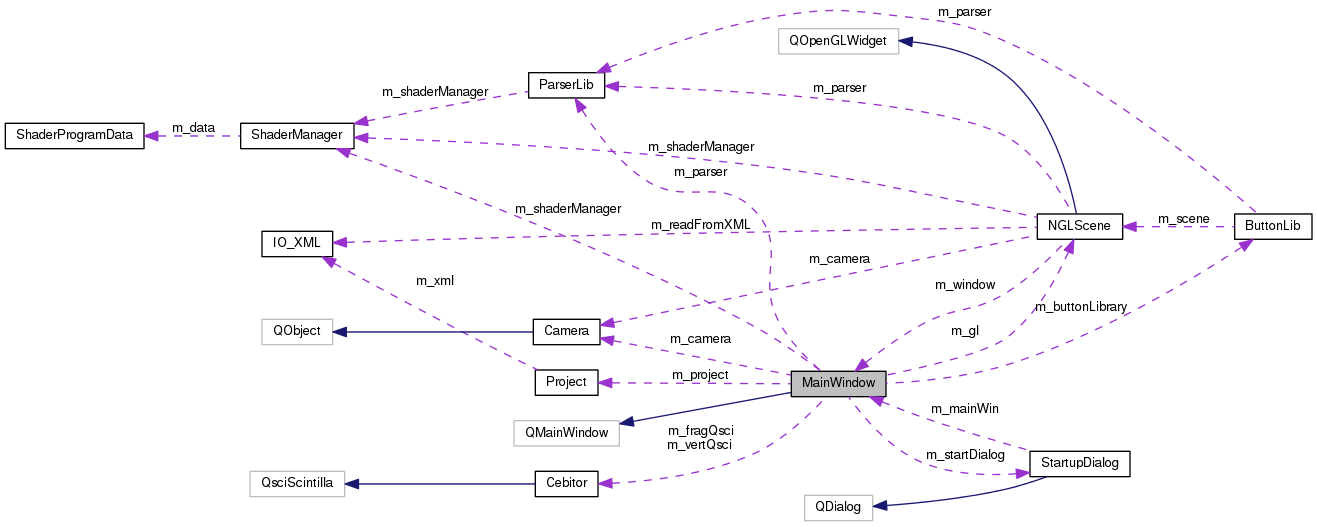 m_parser
QOpenGLWidget
ParserLib
m_parser
m_shaderManager
ShaderProgramData
m_data
ShaderManager
m_shaderManager
m_parser
m_shaderManager
m_readFromXML
NGLScene
m_scene
ButtonLib
IO_XML
m_camera
m_xml
m_window
m_buttonLibrary
QObject
Camera
m_camera
m_gl
Project
m_project
MainWindow
m_mainWin
QMainWindow
m_fragQsci
m_vertQsci
m_startDialog
StartupDialog
QsciScintilla
Cebitor
QDialog